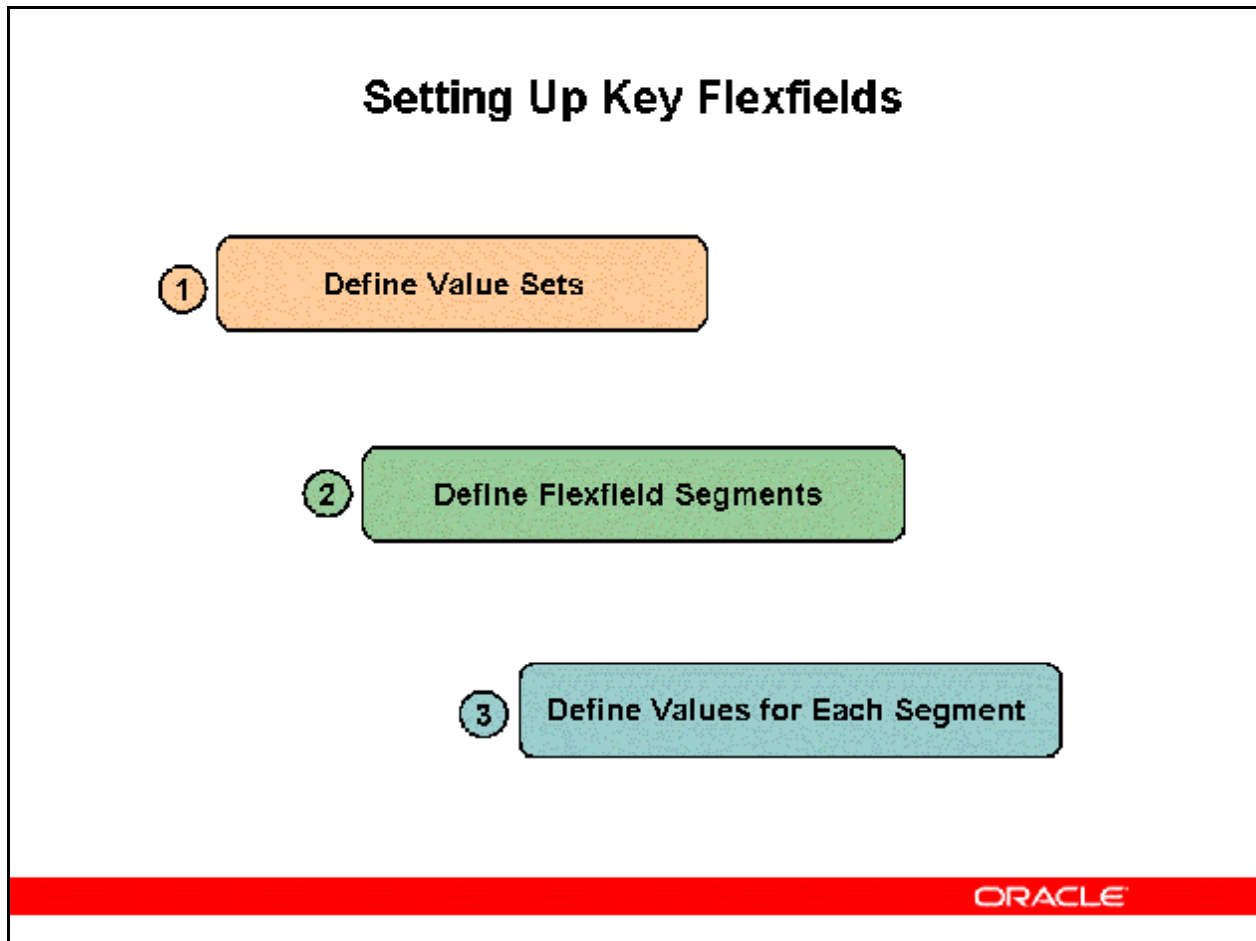 Setting Up Key Flexfields
1 Define Value Sets
2 Define Flexfield Segments
3 Define Values for Each Segment
ORACLE